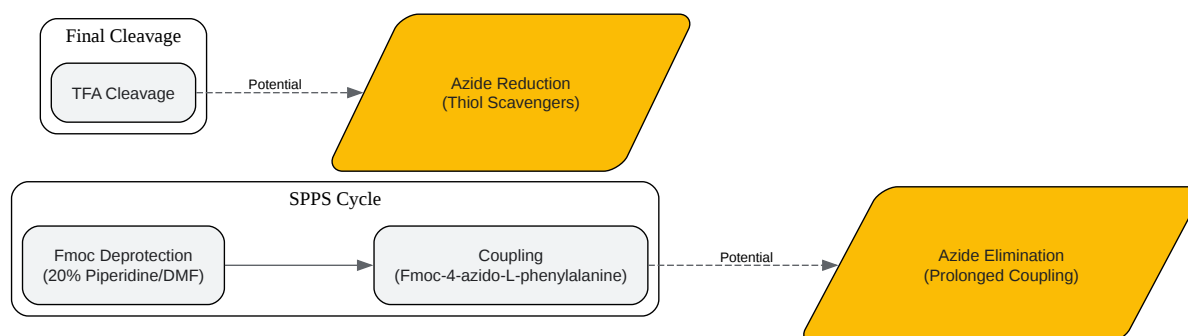 Final Cleavage
TFA Cleavage
Potential
Azide Reduction
(Thiol Scavengers)
SPPS Cycle
Fmoc Deprotection
(20% Piperidine/DMF)
Coupling
(Fmoc-4-azido-L-phenylalanine)
Potential
Azide Elimination
(Prolonged Coupling)